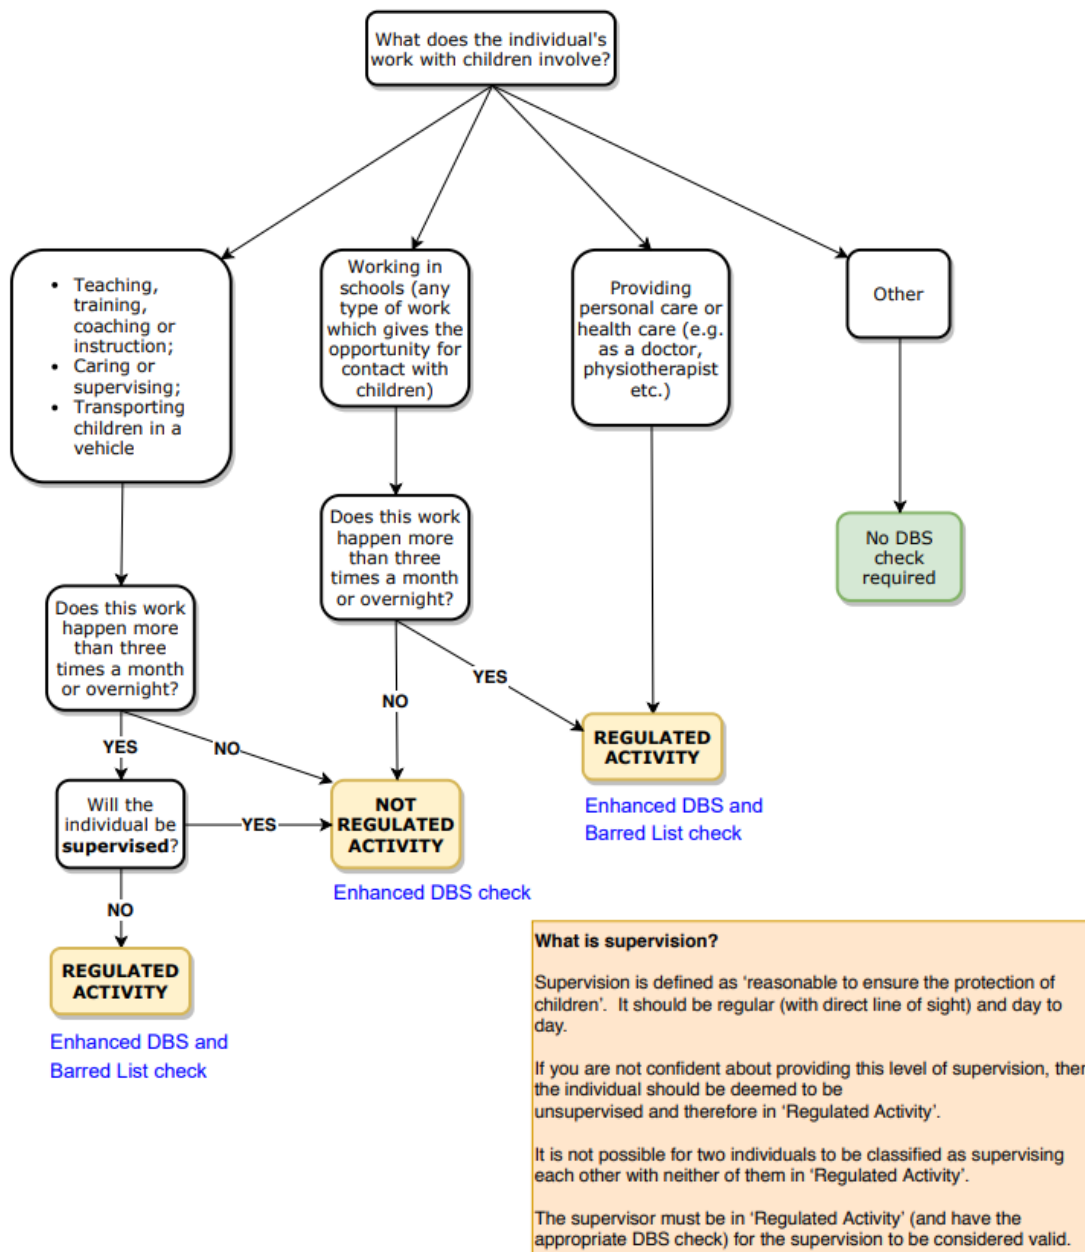 What does the individual's
work with children involve?
• Teaching,
training,
coaching or
instruction;
• Caring or
supervising;
• Transporting
children in a
vehicle
Working in
schools (any
type of work
which gives the
opportunity for
contact with
children)
Providing
personal care or
health care (e.g.
as a doctor,
physiotherapist
etc.)
Other
Does this work
happen more
than three
times a month
or overnight?
No DBS
check
required
Does this work
happen more
than three
times a month
or overnight?
YES
NO
YES
NO
REGULATED
ACTIVITY
Enhanced DBS and
Barred List check
Will the
individual be
supervised?
YES
NOT
REGULATED
ACTIVITY
Enhanced DBS check
NO
REGULATED
ACTIVITY
Enhanced DBS and
Barred List check
What is supervision?
Supervision is defined as ‘reasonable to ensure the protection of
children’. It should be regular (with direct line of sight) and day to
day.
If you are not confident about providing this level of supervision, then
the individual should be deemed to be
unsupervised and therefore in ‘Regulated Activity’.
It is not possible for two individuals to be classified as supervising
each other with neither of them in ‘Regulated Activity’.
The supervisor must be in ‘Regulated Activity’ (and have the
appropriate DBS check) for the supervision to be considered valid.